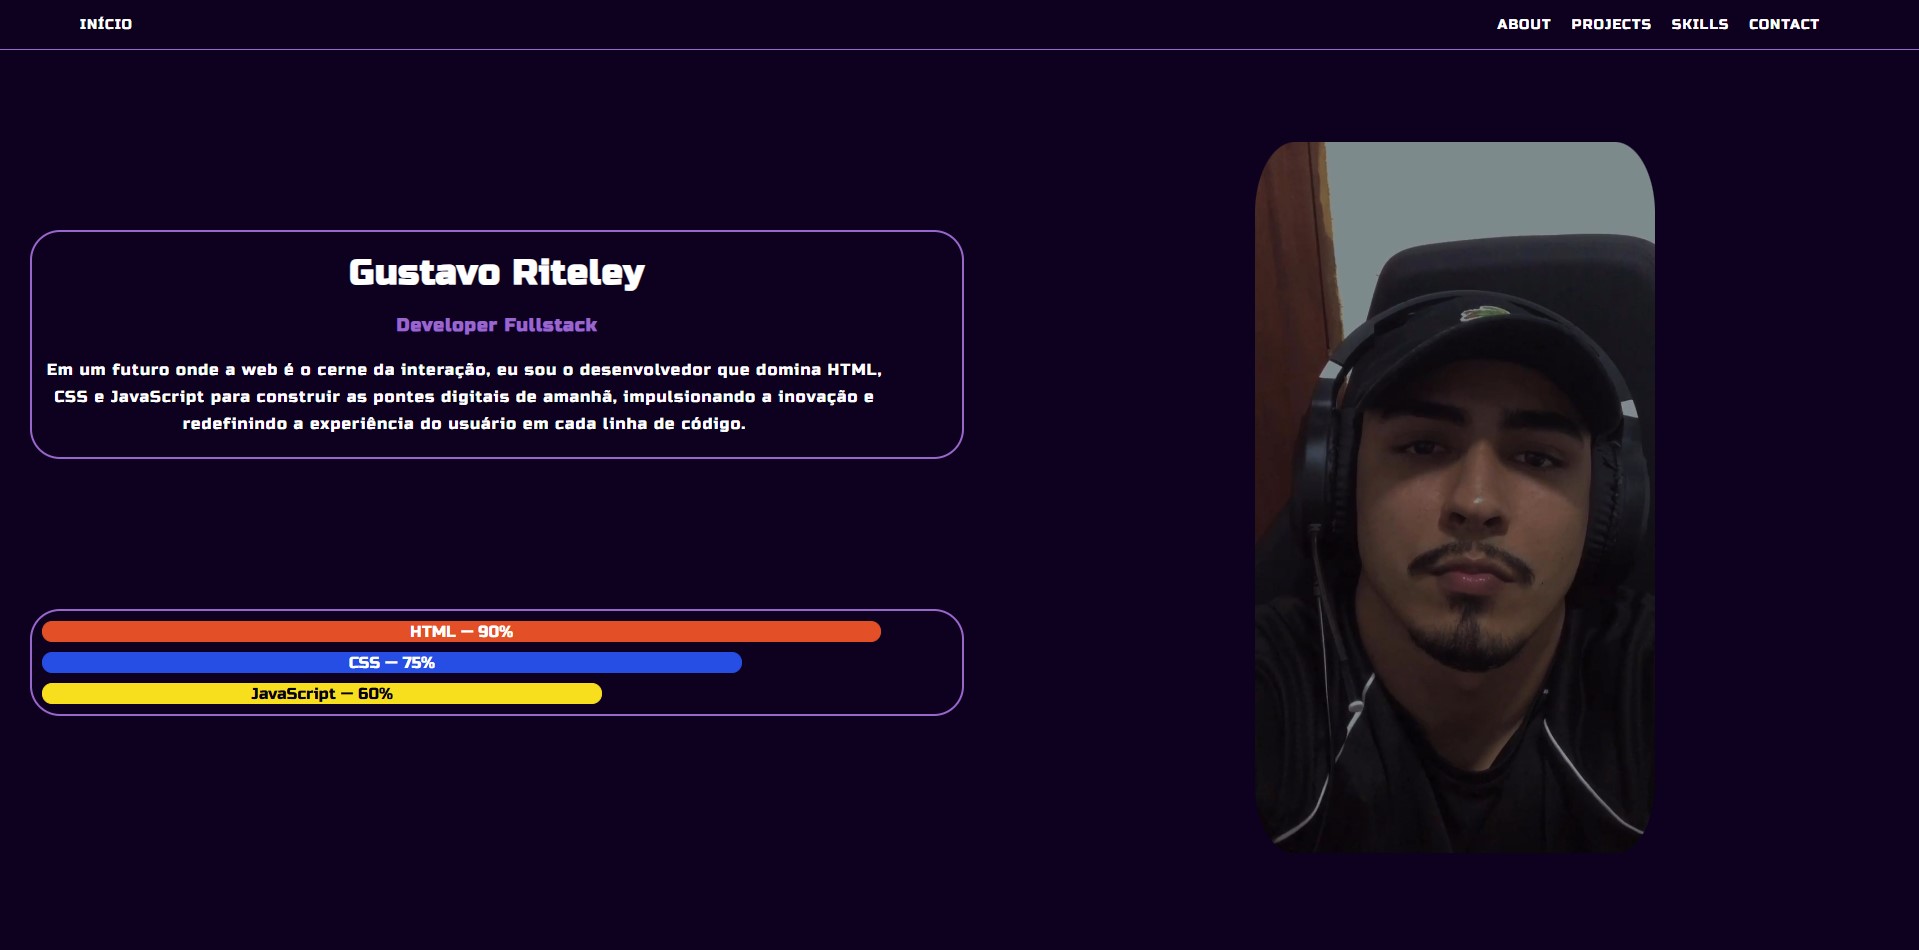 INÍCIO
ABOUT PROJECTS SKILLS CONTACT
Gustavo Riteley
Developer Fullstack
Em um futuro onde a web é o cerne da interação, eu sou o desenvolvedor que domina HTML,
CSS e JavaScript para construir as pontes digitais de amanhã, impulsionando a inovação e
redefinindo a experiência do usuário em cada linha de código.
HTML — 90%
CSS — 75%
JavaScript — 60%